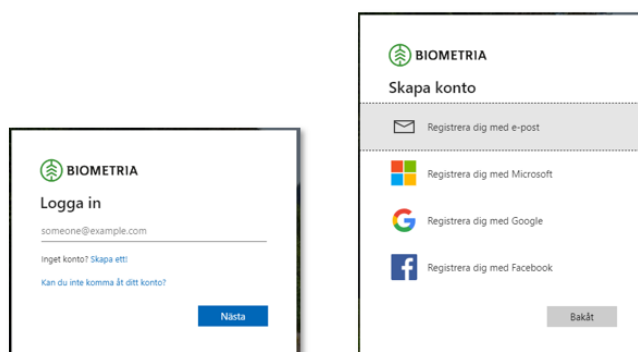 BIOMETRIA
Logga in
someone@example.com
Inget konto? Skapa ett!
Kan du inte komma åt ditt konto?
Nästa
BIOMETRIA
Skapa konto
Registrera dig med e-post
Registrera dig med Microsoft
Registrera dig med Google
Registrera dig med Facebook
Bakåt